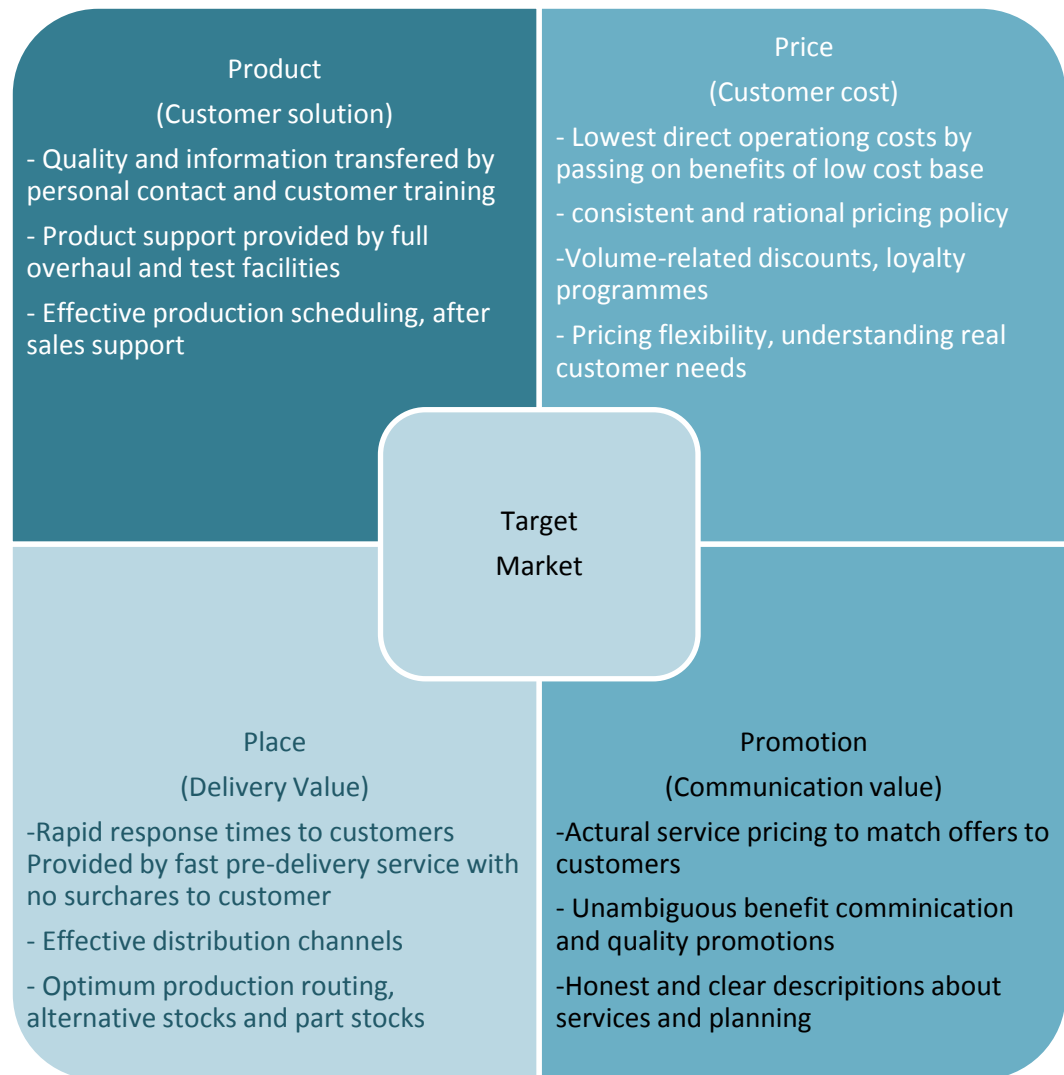 Product
(Customer solution)
- Quality and information transfered by
personal contact and customer training
- Product support provided by full
overhaul and test facilities
- Effective production scheduling, after
sales support
Price
(Customer cost)
- Lowest direct operationg costs by
passing on benefits of low cost base
- consistent and rational pricing policy
-Volume-related discounts, loyalty
programmes
- Pricing flexibility, understanding real
customer needs
Target
Market
Place
(Delivery Value)
-Rapid response times to customers
Provided by fast pre-delivery service with
no surchares to customer
- Effective distribution channels
- Optimum production routing,
alternative stocks and part stocks
Promotion
(Communication value)
-Actural service pricing to match offers to
customers
- Unambiguous benefit comminication
and quality promotions
-Honest and clear descripitions about
services and planning